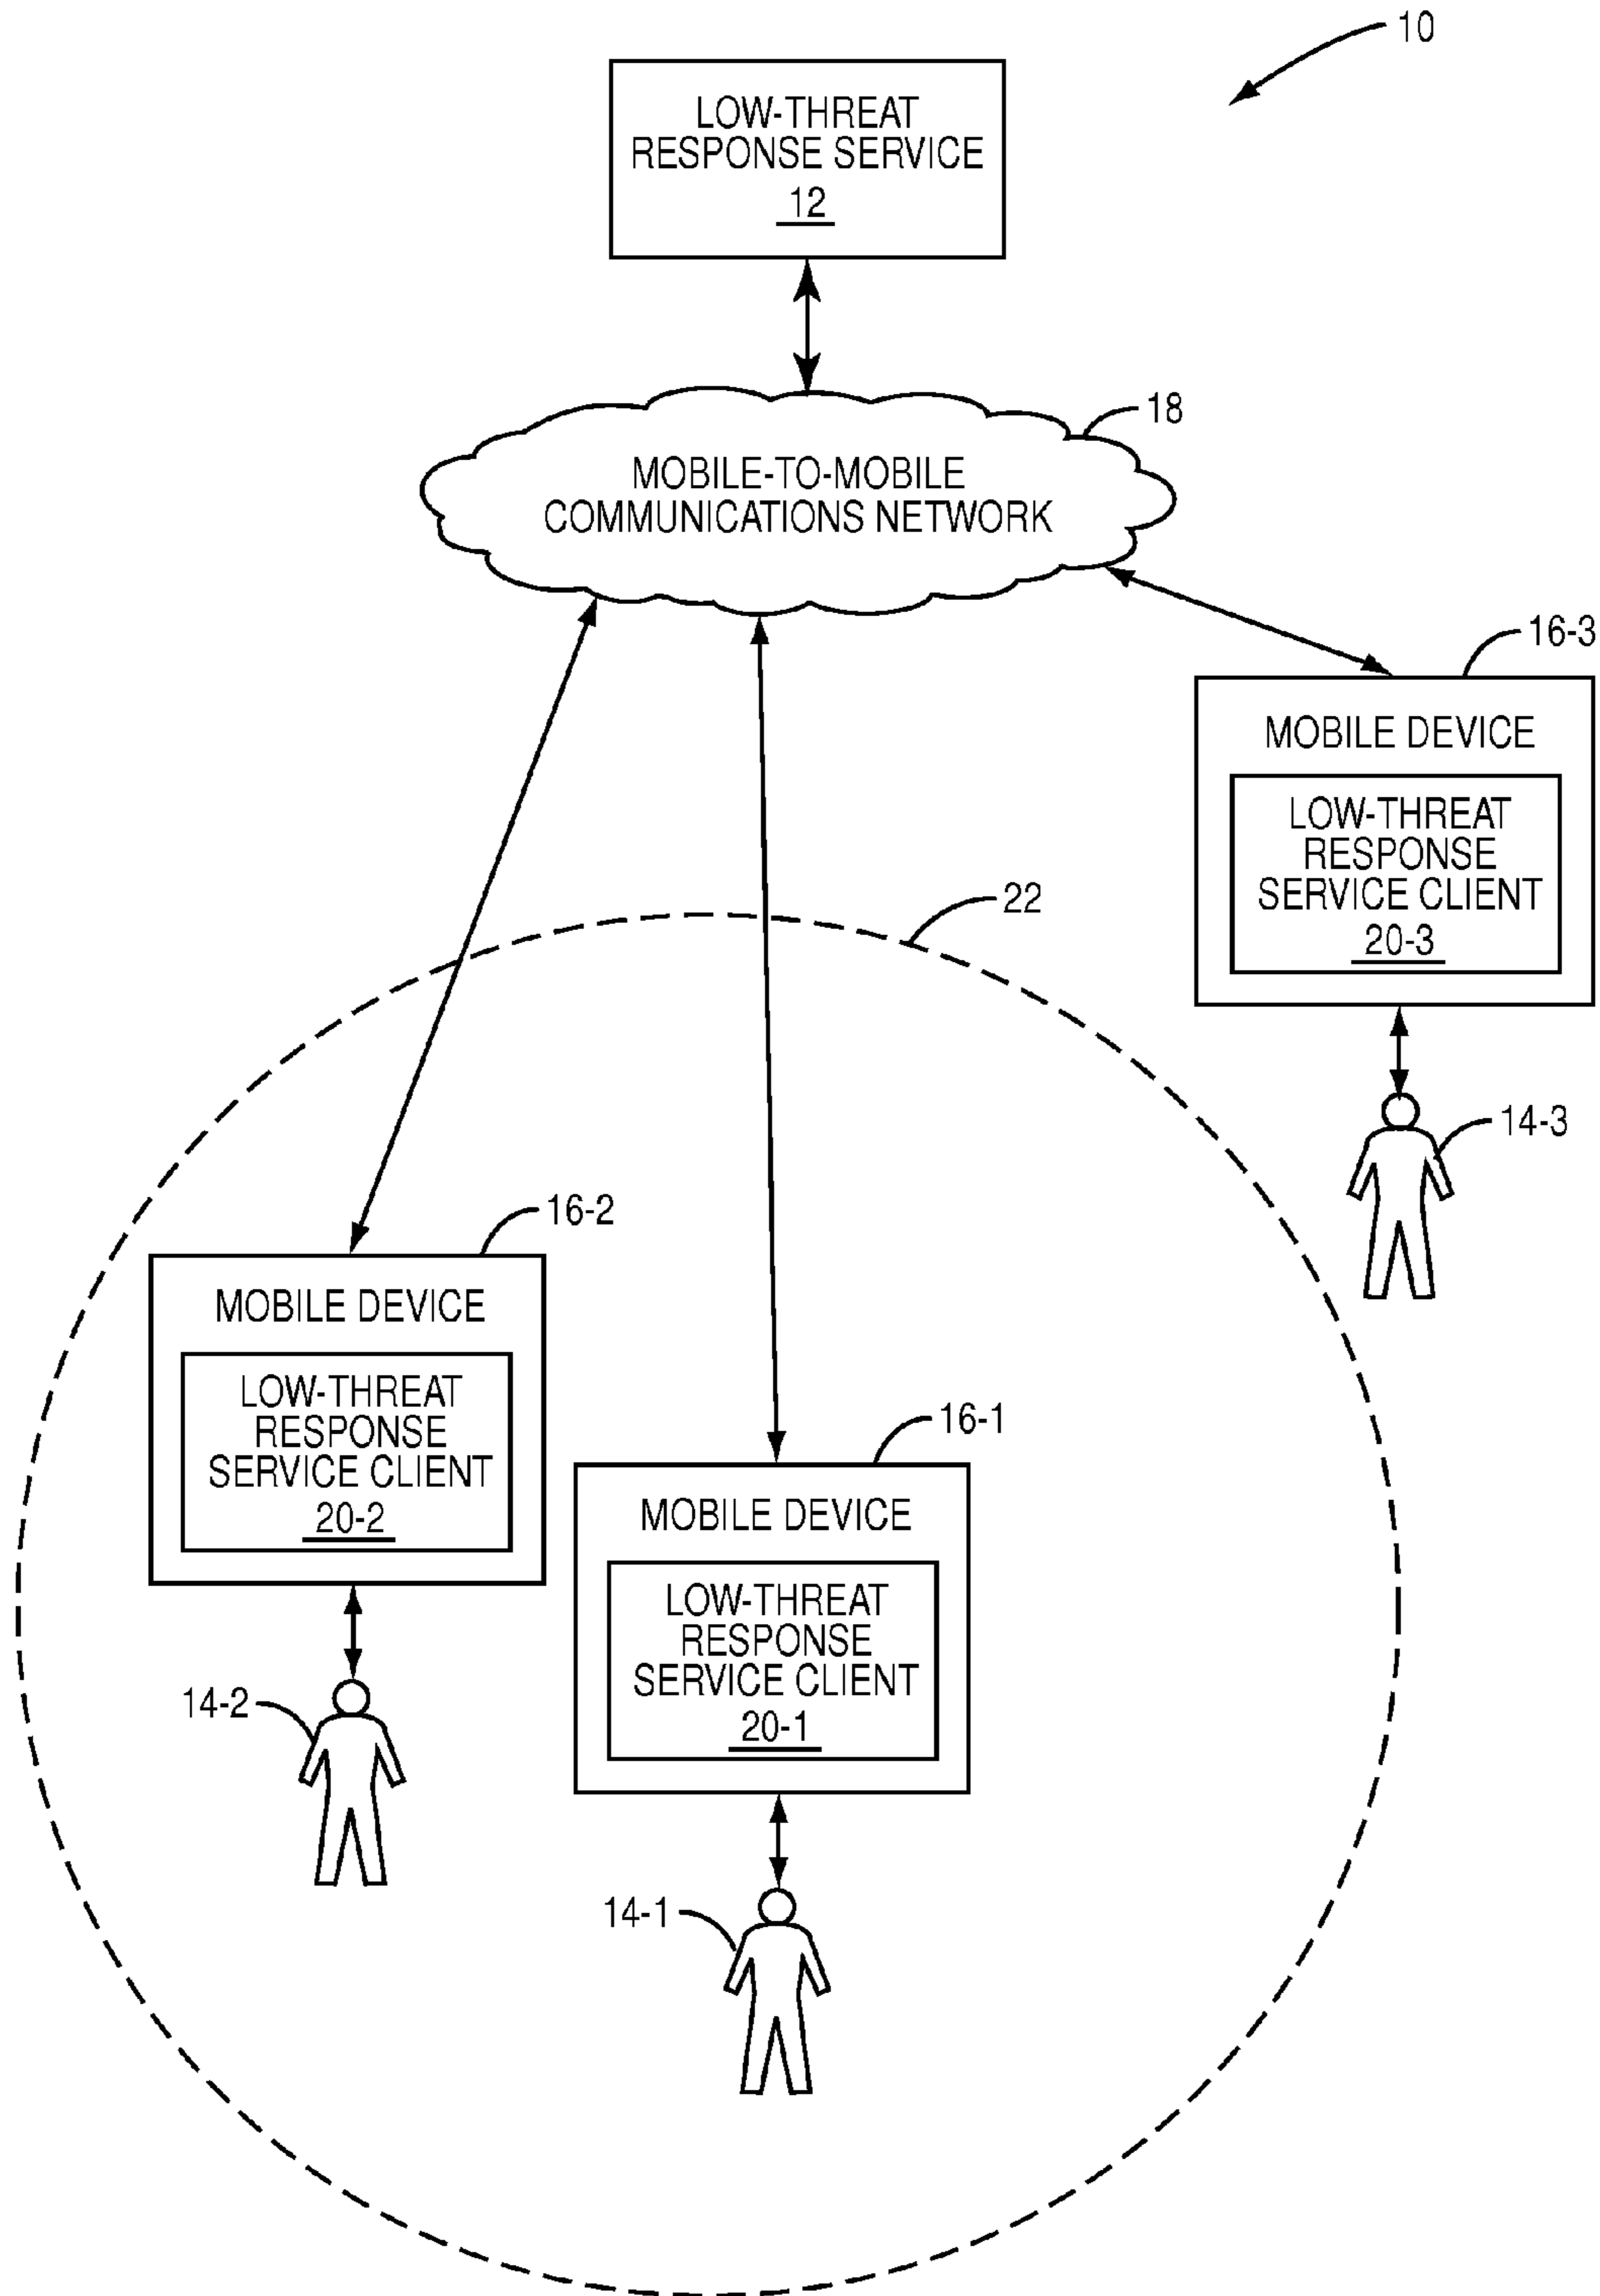 10
LOW-THREAT
RESPONSE SERVICE
12
18
MOBILE-TO-MOBILE
COMMUNICATIONS NETWORK
16-3
MOBILE DEVICE
LOW-THREAT
RESPONSE
SERVICE CLIENT
20-3
22
14-3
16-2
MOBILE DEVICE
LOW-THREAT
RESPONSE
SERVICE CLIENT
20-2
16-1
MOBILE DEVICE
LOW-THREAT
RESPONSE
SERVICE CLIENT
20-1
14-2
14-1